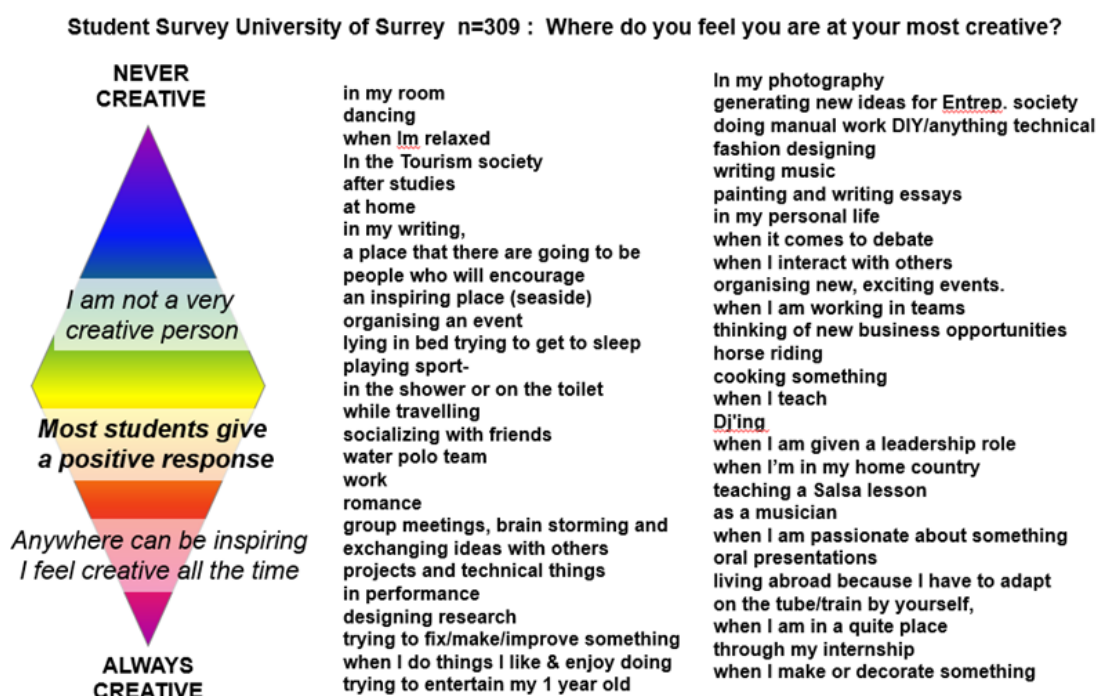 Student Survey University of Surrey n=309 : Where do you feel you are at your most creative?
NEVER
CREATIVE
I am not a very
creative person
Most students give
a positive response
Anywhere can be inspiring
I feel creative all the time
ALWAYS
CREATIVE
in my room
dancing
when Im relaxed
In the Tourism society
after studies
at home
in my writing,
a place that there are going to be
people who will encourage
an inspiring place (seaside)
organising an event
lying in bed trying to get to sleep
playing sport-
in the shower or on the toilet
while travelling
socializing with friends
water polo team
work
romance
group meetings, brain storming and
exchanging ideas with others
projects and technical things
in performance
designing research
trying to fix/make/improve something
when I do things I like & enjoy doing
trying to entertain my 1 year old
In my photography
generating new ideas for Entrep. society
doing manual work DIY/anything technical
fashion designing
writing music
painting and writing essays
in my personal life
when it comes to debate
when I interact with others
organising new, exciting events.
when I am working in teams
thinking of new business opportunities
horse riding
cooking something
when I teach
Dj'ing
when I am given a leadership role
when I’m in my home country
teaching a Salsa lesson
as a musician
when I am passionate about something
oral presentations
living abroad because I have to adapt
on the tube/train by yourself,
when I am in a quite place
through my internship
when I make or decorate something